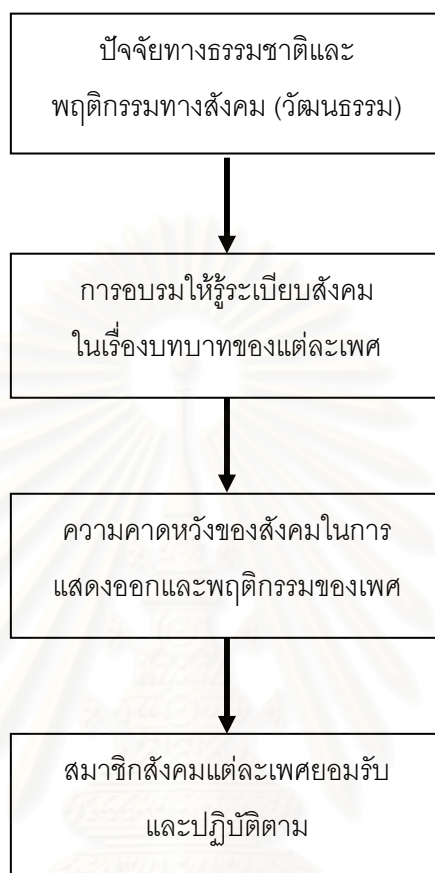 ปัจจัยทางธรรมชาติและ
พฤติกรรมทางสังคม (วัฒนธรรม)
การอบรมให้รู้ระเบียบสังคม
ในเรื่องบทบาทของแต่ละเพศ
ความคาดหวังของสังคมในการ
แสดงออกและพฤติกรรมของเพศ
สมาชิกสังคมแต่ละเพศยอมรับ
และปฏิบัติตาม